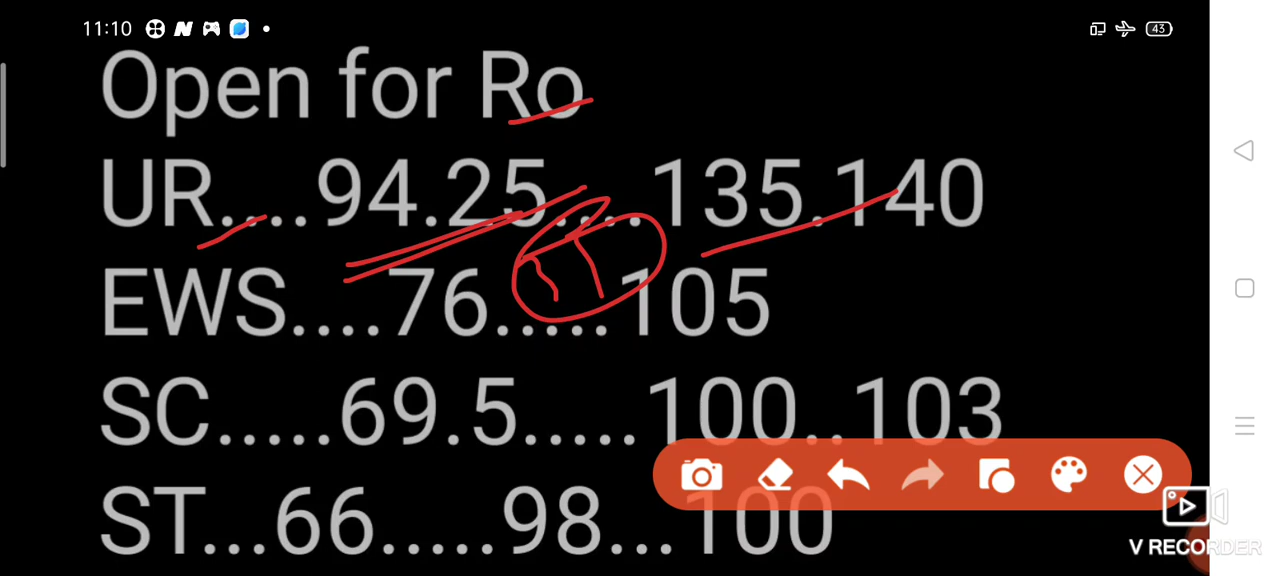 11:10 43
Open for Ro
UR....94.25....135.140
EWS....76.....105
SC.....69.5.....100..103
ST...66.....98...100
V RECORDER